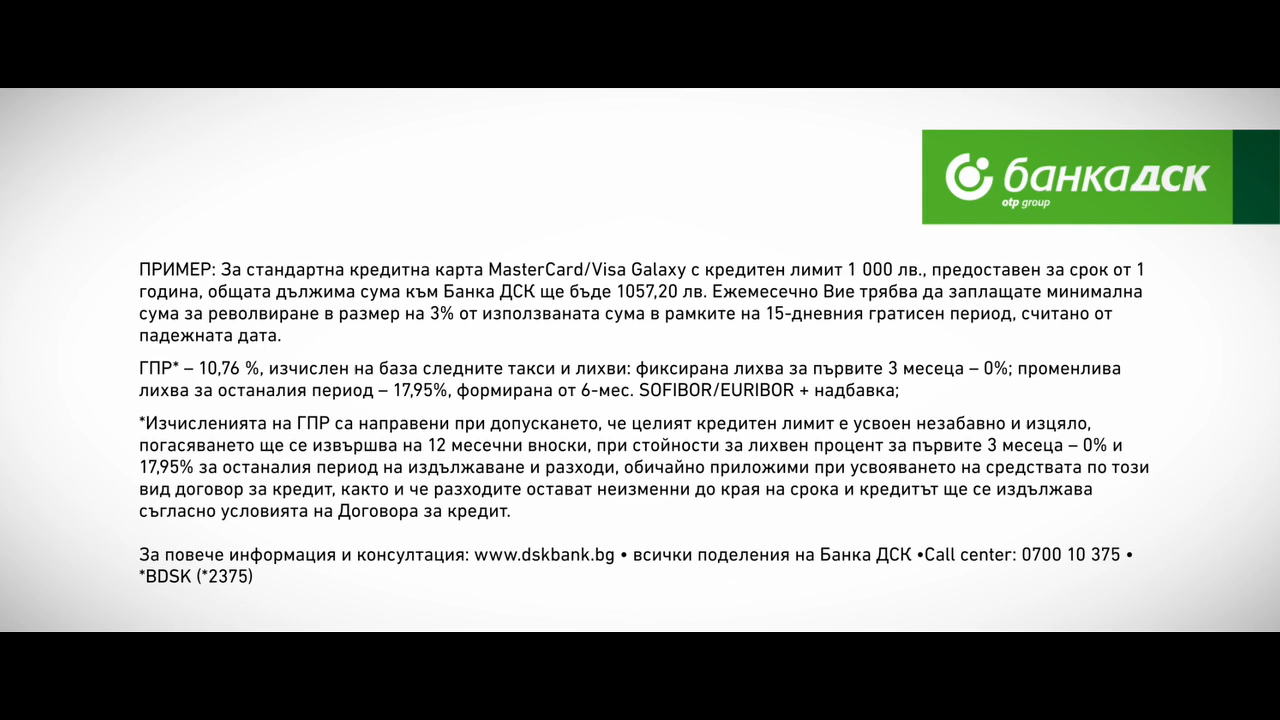 банкаДСК
otp group
ПРИМЕР: За стандартна кредитна карта MasterCard/Visa Galaxy с кредитен лимит 1 000 лв., предоставен за срок от 1
година, общата дължима сума към Банка ДСК ще бъде 1057,20 лв. Ежемесечно Вие трябва да заплащате минимална
сума за револвиране в размер на 3% от използваната сума в рамките на 15-дневния гратисен период, считано от
падежната дата.
ГПР* – 10,76 %, изчислен на база следните такси и лихви: фиксирана лихва за първите 3 месеца – 0%; променлива
лихва за останалия период – 17,95%, формирана от 6-мес. SOFIBOR/EURIBOR + надбавка;
*Изчисленията на ГПР са направени при допускането, че целият кредитен лимит е усвоен незабавно и изцяло,
погасяването ще се извършва на 12 месечни вноски, при стойности за лихвен процент за първите 3 месеца – 0% и
17,95% за останалия период на издължаване и разходи, обичайно приложими при усвояването на средствата по този
вид договор за кредит, както и че разходите остават неизменни до края на срока и кредитът ще се издължава
съгласно условията на Договора за кредит.
За повече информация и консултация: www.dskbank.bg • всички поделения на Банка ДСК •Call center: 0700 10 375 •
*BDSK (*2375)